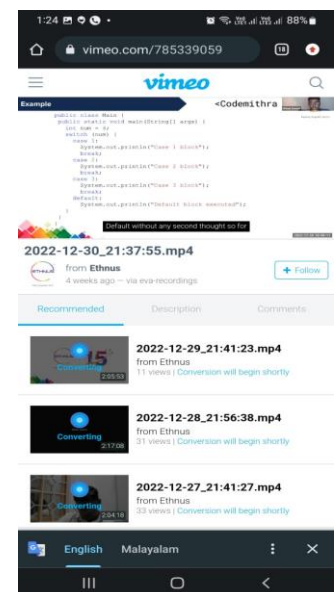 1:24
88%
vimeo.com/785339059
18
vimeo
Example
<Codemithra
public class Main {
public static void main(String[] args) {
int num = 4;
switch (num) {
case 1:
System.out.println("Case 1 block");
break;
case 2:
System.out.println("Case 2 block");
break;
case 3:
System.out.println("Case 3 block");
break;
default:
System.out.println("Default block executed");
}
}
Default without any second thought so for
2022-12-30_21:37:55.mp4
from Ethnus
4 weeks ago — via eva-recordings
+ Follow
Recommended
Description
Comments
Converting
2:05:53
2022-12-29_21:41:23.mp4
from Ethnus
11 views | Conversion will begin shortly
Converting
2:17:08
2022-12-28_21:56:38.mp4
from Ethnus
31 views | Conversion will begin shortly
Converting
2:04:18
2022-12-27_21:41:27.mp4
from Ethnus
33 views | Conversion will begin shortly
English
Malayalam